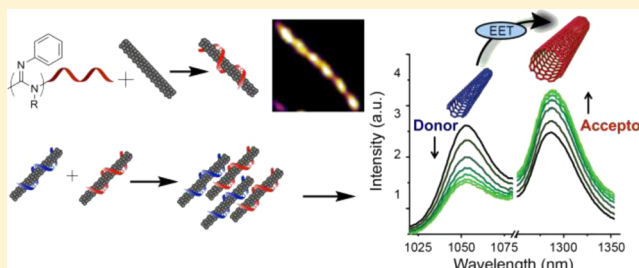 N
N
R
EET
Donor
Accepto
Intensity (a.u.)
4
3
2
1
1025 1050 1075 1300 1350
Wavelength (nm)